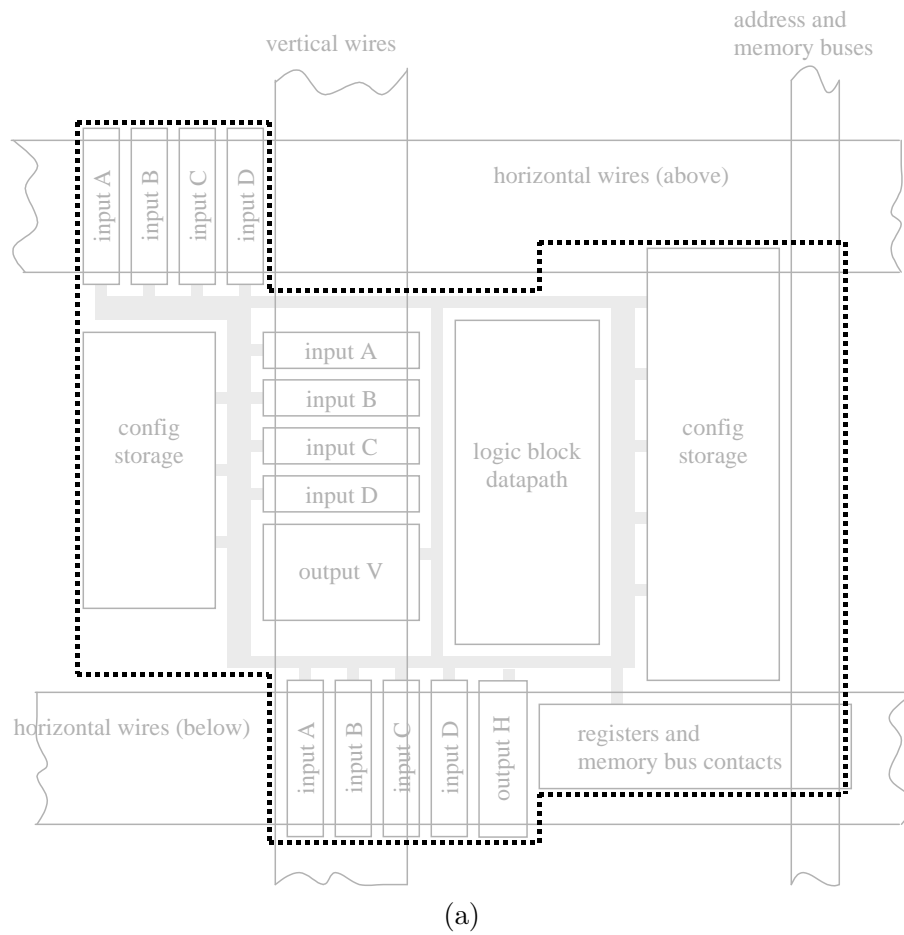 address and
vertical wires
memory buses
input A
input B
input C
input D
horizontal wires (above)
input A
input B
input C
input D
output V
config
storage
logic block
datapath
config
storage
horizontal wires (below)
input A
input B
input C
input D
output H
registers and
memory bus contacts
(a)